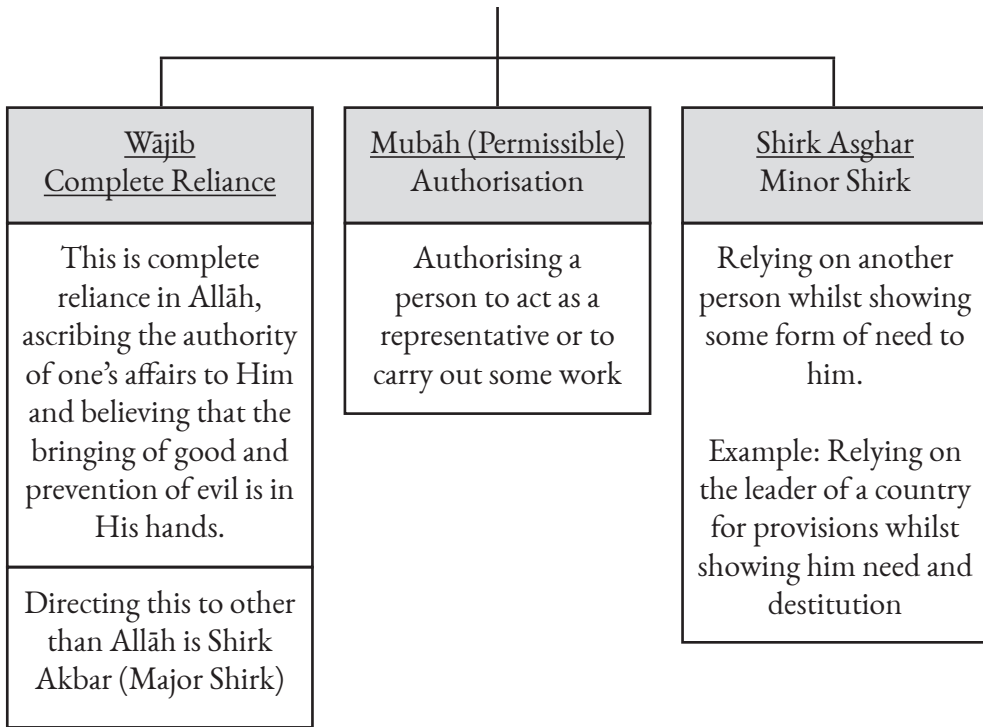 Wājib
Complete Reliance
This is complete
reliance in Allāh,
ascribing the authority
of one's affairs to Him
and believing that the
bringing of good and
prevention of evil is in
His hands.
Directing this to other
than Allāh is Shirk
Akbar (Major Shirk)
Mubāh (Permissible)
Authorisation
Authorising a
person to act as a
representative or to
carry out some work
Shirk Asghar
Minor Shirk
Relying on another
person whilst showing
some form of need to
him.
Example: Relying on
the leader of a country
for provisions whilst
showing him need and
destitution